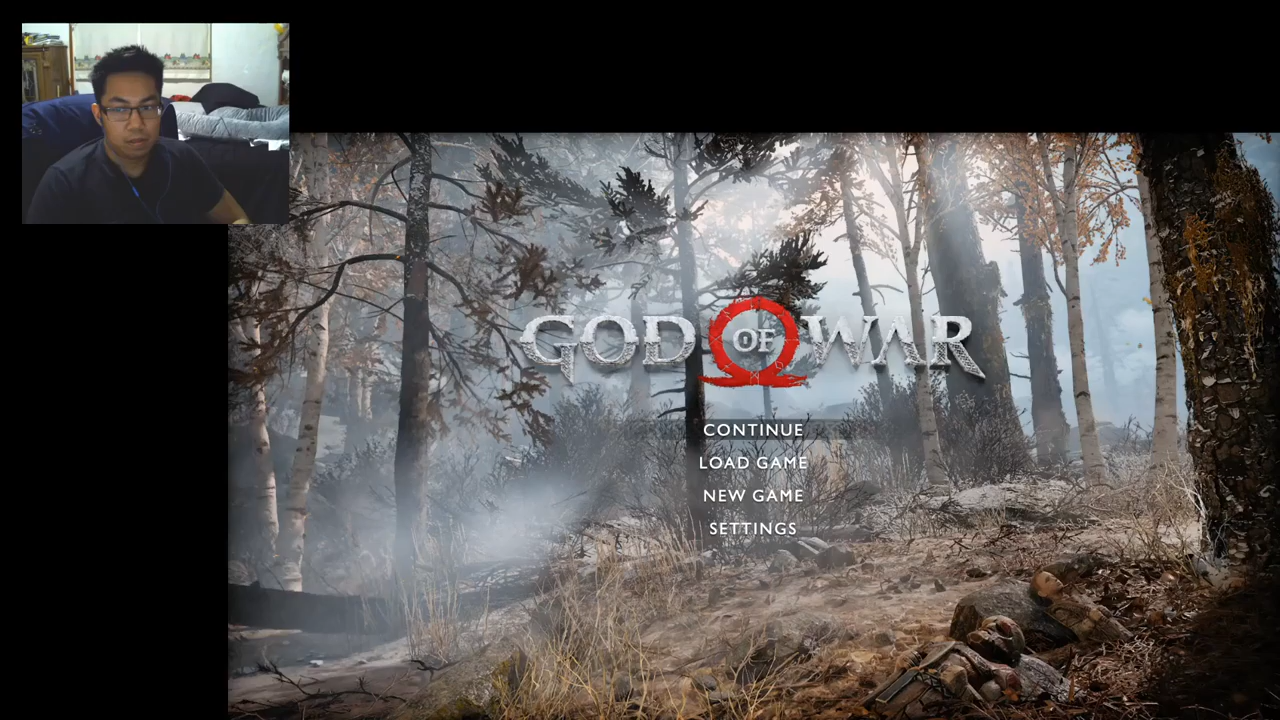 GOD OF WAR
CONTINUE
LOAD GAME
NEW GAME
SETTINGS